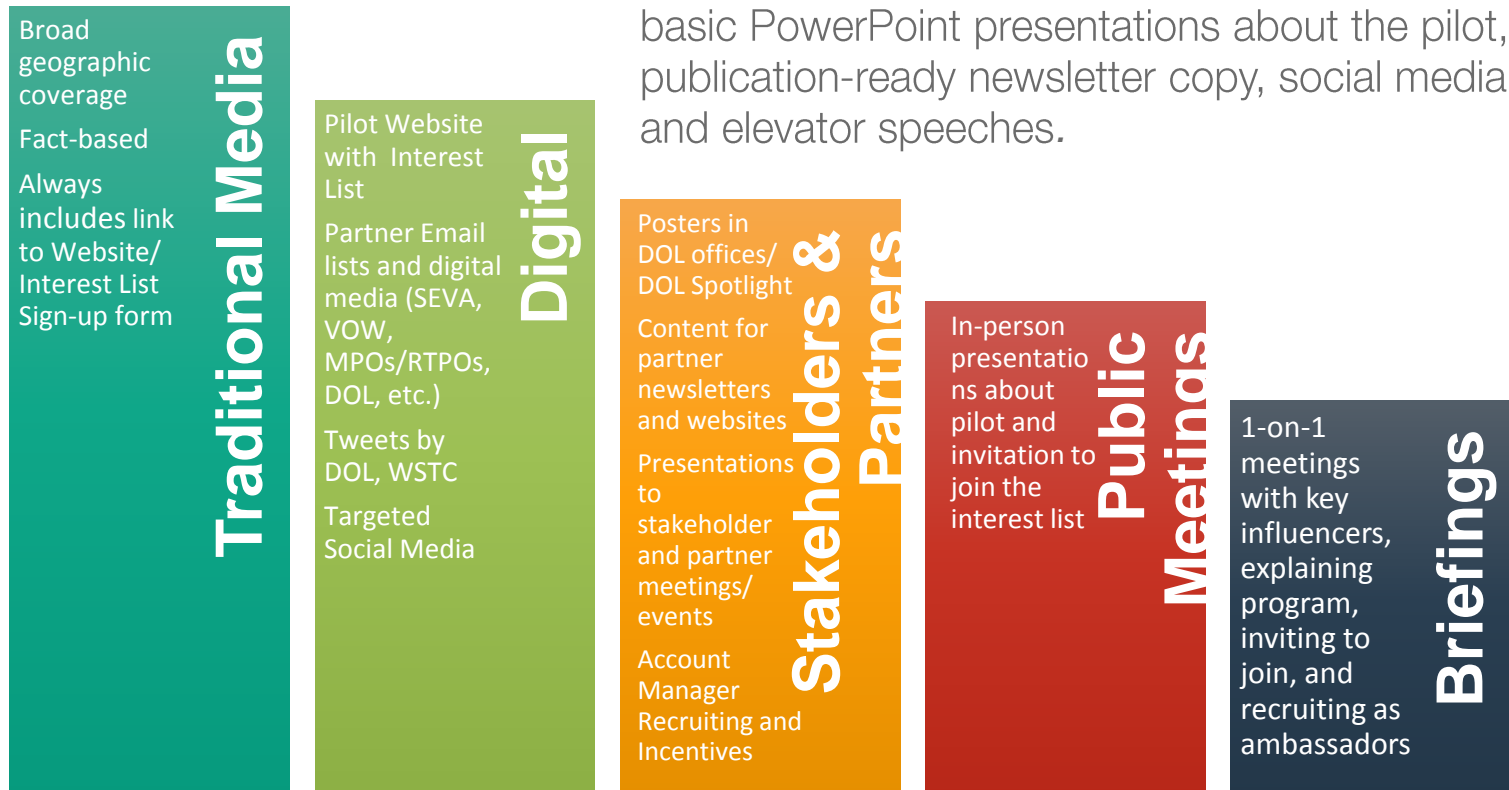 basic PowerPoint presentations about the pilot,
publication-ready newsletter copy, social media
and elevator speeches.
Traditional Media
Broad
geographic
coverage
Fact-based
Always
includes link
to Website/
Interest List
Sign-up form
Digital
Pilot Website
with Interest
List
Partner Email
lists and digital
media (SEVA,
VOW,
MPOs/RTPOs,
DOL, etc.)
Tweets by
DOL, WSTC
Targeted
Social Media
Stakeholders &
Partners
Posters in
DOL offices/
DOL Spotlight
Content for
partner
newsletters
and websites
Presentations
to
stakeholder
and partner
meetings/
events
Account
Manager
Recruiting and
Incentives
Public
Meetings
In-person
presentatio
ns about
pilot and
invitation to
join the
interest list
Briefings
1-on-1
meetings
with key
influencers,
explaining
program,
inviting to
join, and
recruiting as
ambassadors